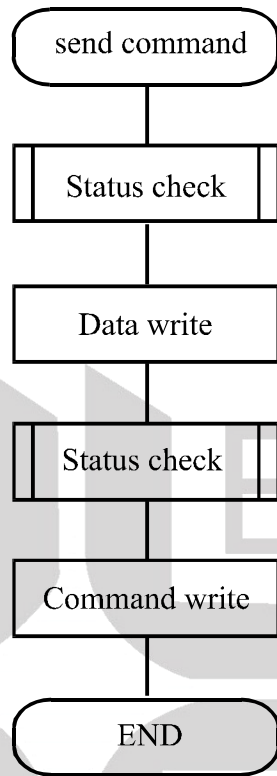 send command
Status check
Data write
Status check
Command write
END